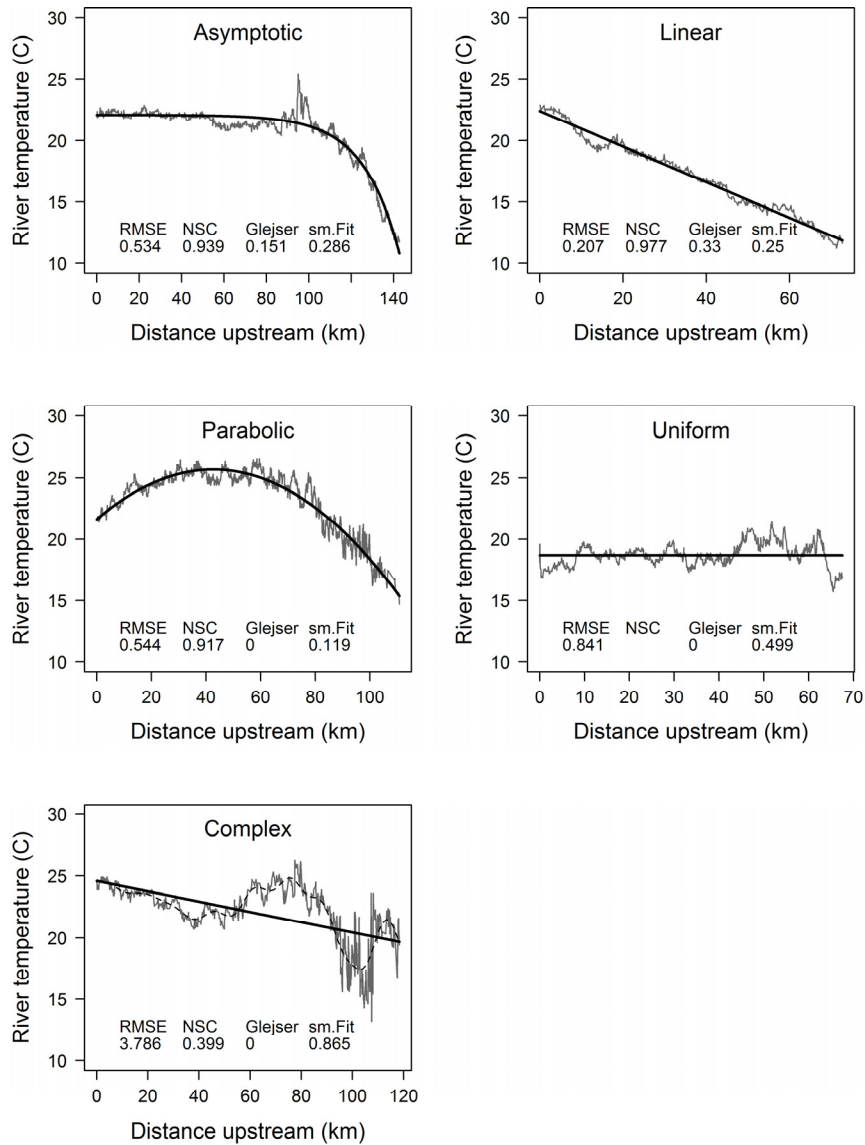 Asymptotic
River temperature (C)
30
25
20
15
10
RMSE NSC Glejser sm.Fit
0.534 0.939 0.151 0.286
0 20 40 60 80 100 140
Distance upstream (km)
Linear
River temperature (C)
30
25
20
15
10
RMSE NSC Glejser sm.Fit
0.207 0.977 0.33 0.25
0 20 40 60
Distance upstream (km)
Parabolic
River temperature (C)
30
25
20
15
10
RMSE NSC Glejser sm.Fit
0.544 0.917 0 0.119
0 20 40 60 80 100
Distance upstream (km)
Uniform
River temperature (C)
30
25
20
15
10
RMSE NSC Glejser sm.Fit
0.841 0 0.499
0 10 20 30 40 50 60 70
Distance upstream (km)
Complex
River temperature (C)
30
25
20
15
10
RMSE NSC Glejser sm.Fit
3.786 0.399 0 0.865
0 20 40 60 80 100 120
Distance upstream (km)